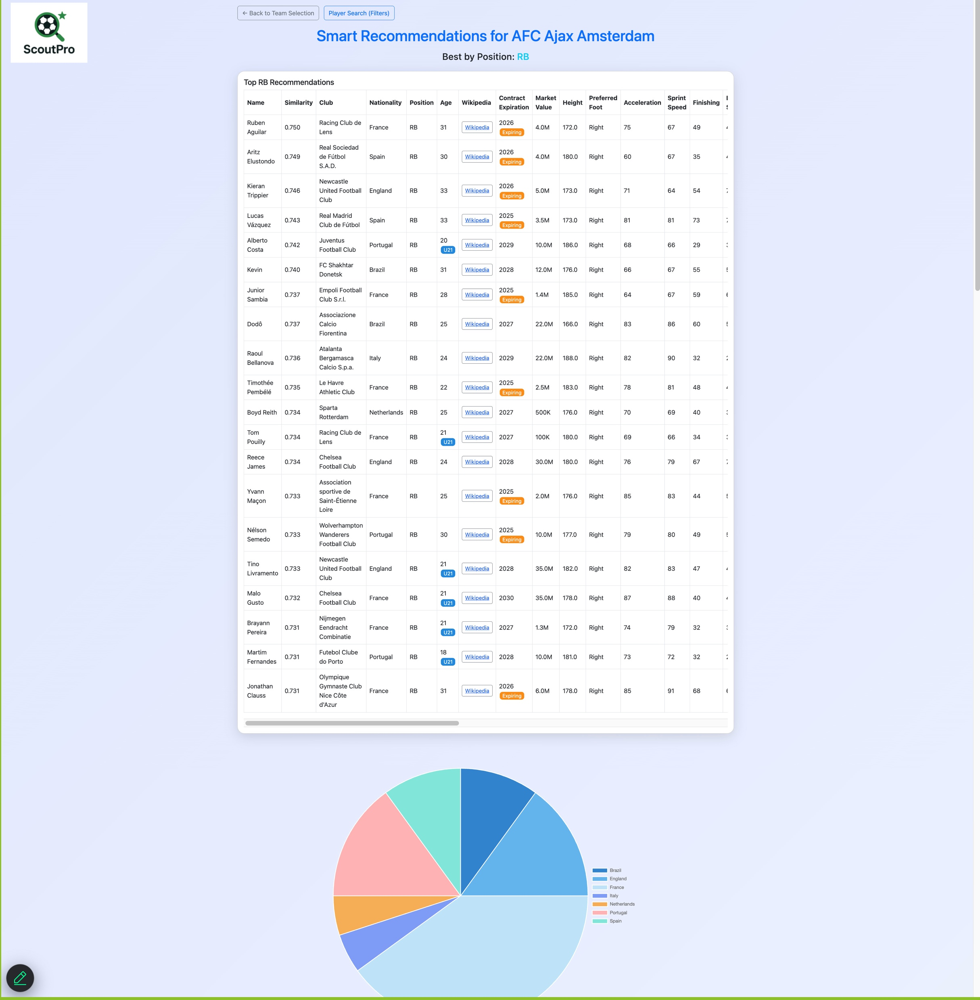 ScoutPro
← Back to Team Selection
Player Search (Filters)
Smart Recommendations for AFC Ajax Amsterdam
Best by Position: RB
Top RB Recommendations
Name Similarity Club Nationality Position Age Wikipedia Contract Expiration Market Value Height Preferred Foot Acceleration Sprint Speed Finishing
Ruben Aguilar 0.750 Racing Club de Lens France RB 31 Wikipedia 2026 Expiring 4.0M 172.0 Right 75 67 49
Aritz Elustondo 0.749 Real Sociedad de Fútbol S.A.D. Spain RB 30 Wikipedia 2026 Expiring 4.0M 180.0 Right 60 67 35
Kieran Trippier 0.746 Newcastle United Football Club England RB 33 Wikipedia 2026 Expiring 5.0M 173.0 Right 71 64 54
Lucas Vázquez 0.743 Real Madrid Club de Fútbol Spain RB 33 Wikipedia 2025 Expiring 3.5M 173.0 Right 81 81 73
Alberto Costa 0.742 Juventus Football Club Portugal RB 20 U21 Wikipedia 2029 10.0M 186.0 Right 68 66 29
Kevin 0.740 FC Shakhtar Donetsk Brazil RB 31 Wikipedia 2028 12.0M 176.0 Right 66 67 55
Junior Sambia 0.737 Empoli Football Club S.r.l. France RB 28 Wikipedia 2025 Expiring 1.4M 185.0 Right 64 67 59
Dodô 0.737 Associazione Calcio Fiorentina Brazil RB 25 Wikipedia 2027 22.0M 166.0 Right 83 86 60
Raoul Bellanova 0.736 Atalanta Bergamasca Calcio S.p.a. Italy RB 24 Wikipedia 2029 22.0M 188.0 Right 82 90 32
Timothée Pembélé 0.735 Le Havre Athletic Club France RB 22 Wikipedia 2025 Expiring 2.5M 183.0 Right 78 81 48
Boyd Reith 0.734 Sparta Rotterdam Netherlands RB 25 Wikipedia 2027 500K 176.0 Right 70 69 40
Tom Pouilly 0.734 Racing Club de Lens France RB 21 U21 Wikipedia 2027 100K 180.0 Right 69 66 34
Reece James 0.734 Chelsea Football Club England RB 24 Wikipedia 2028 30.0M 180.0 Right 76 79 67
Yvann Maçon 0.733 Association sportive de Saint-Étienne Loire France RB 25 Wikipedia 2025 Expiring 2.0M 176.0 Right 85 83 44
Nélson Semedo 0.733 Wolverhampton Wanderers Football Club Portugal RB 30 Wikipedia 2025 Expiring 10.0M 177.0 Right 79 80 49
Tino Livramento 0.733 Newcastle United Football Club England RB 21 U21 Wikipedia 2028 35.0M 182.0 Right 82 83 47
Malo Gusto 0.732 Chelsea Football Club France RB 21 U21 Wikipedia 2030 35.0M 178.0 Right 87 88 40
Brayann Pereira 0.731 Nijmegen Eendracht Combinatie France RB 21 U21 Wikipedia 2027 1.3M 172.0 Right 74 79 32
Martim Fernandes 0.731 Futebol Clube do Porto Portugal RB 18 U21 Wikipedia 2028 10.0M 181.0 Right 73 72 32
Jonathan Clauss 0.731 Olympique Gymnaste Club Nice Côte d'Azur France RB 31 Wikipedia 2026 Expiring 6.0M 178.0 Right 85 91 68
Brazil
England
France
Italy
Netherlands
Portugal
Spain